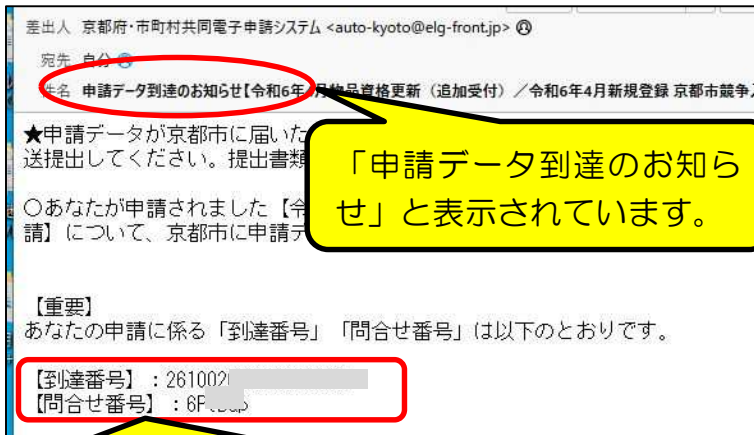 差出人 京都府・市町村共同電子申請システム <auto-kyoto@elg-front.jp>
宛先 自分
件名 申請データ到達のお知らせ【令和6年 月物品資格更新（追加受付）／令和6年4月新規登録 京都市競争入
★申請データが京都市に届いた
送提出してください。提出書類
「申請データ到達のお知ら
せ」と表示されています。
○あなたが申請されました【令
請】について、京都市に申請デ
【重要】
あなたの申請に係る「到達番号」「問合せ番号」は以下のとおりです。
【到達番号】：261002
【問合せ番号】：6P